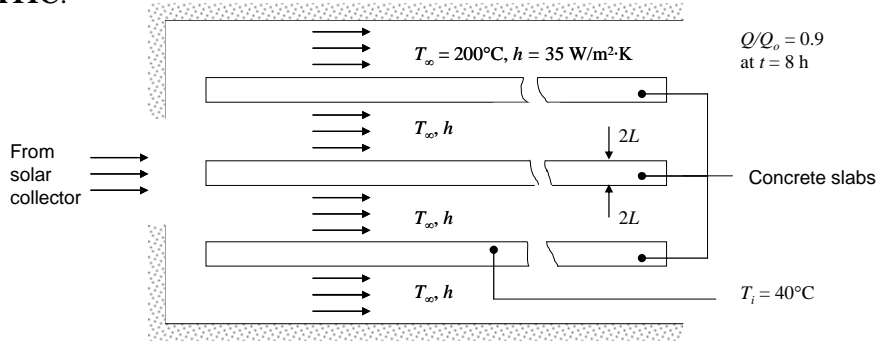 T∞ = 200°C, h = 35 W/m²·K
Q/Qo = 0.9
at t = 8 h
T∞, h
2L
From
solar
collector
Concrete slabs
T∞, h
2L
T∞, h
Ti = 40°C